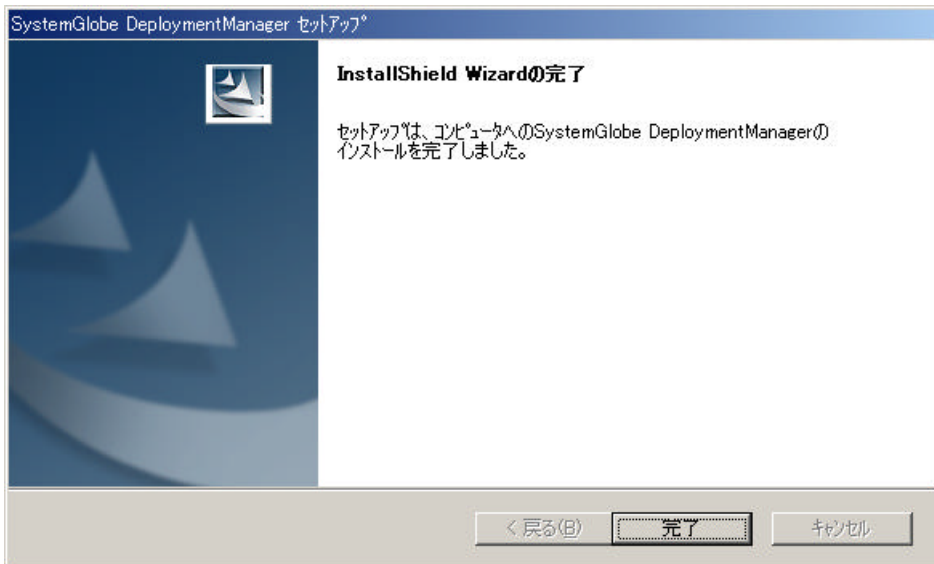 SystemGlobe DeploymentManager セットアップ
InstallShield Wizardの完了
セットアップは、コンピュータへのSystemGlobe DeploymentManagerの
インストールを完了しました。
< 戻る(B)
完了
キャンセル